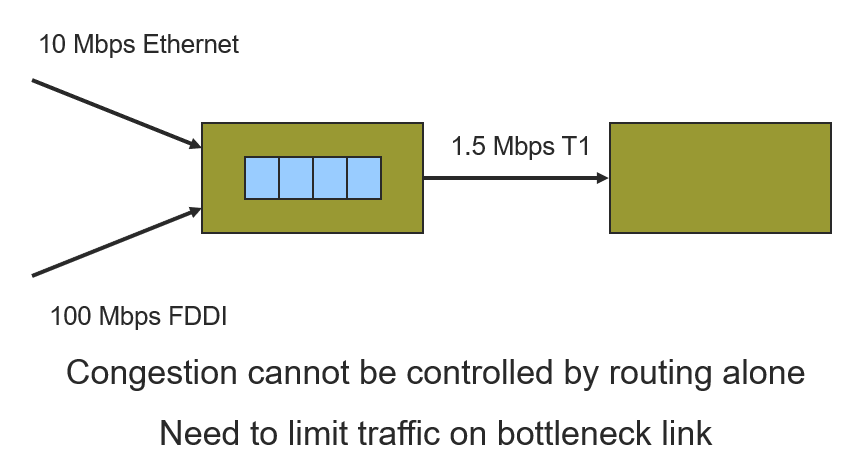 10 Mbps Ethernet
1.5 Mbps T1
100 Mbps FDDI
Congestion cannot be controlled by routing alone
Need to limit traffic on bottleneck link